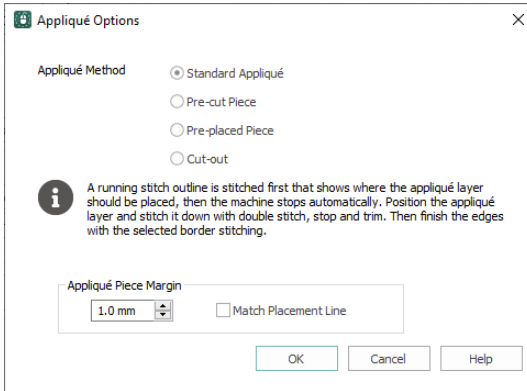 Appliqué Options
Appliqué Method
Standard Appliqué
Pre-cut Piece
Pre-placed Piece
Cut-out
A running stitch outline is stitched first that shows where the appliqué layer
should be placed, then the machine stops automatically. Position the appliqué
layer and stitch it down with double stitch, stop and trim. Then finish the edges
with the selected border stitching.
Appliqué Piece Margin
1.0 mm
Match Placement Line
OK Cancel Help